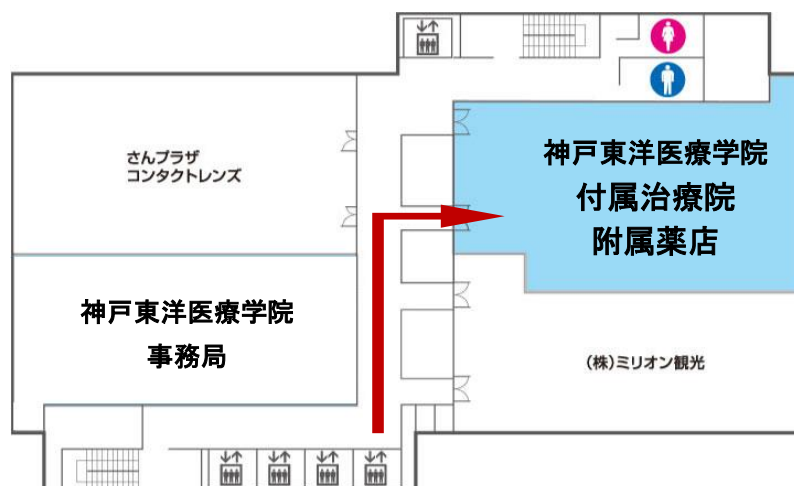 さんプラザ
コンタクトレンズ
神戸東洋医療学院
付属治療院
附属薬店
神戸東洋医療学院
事務局
(株)ミリオン観光